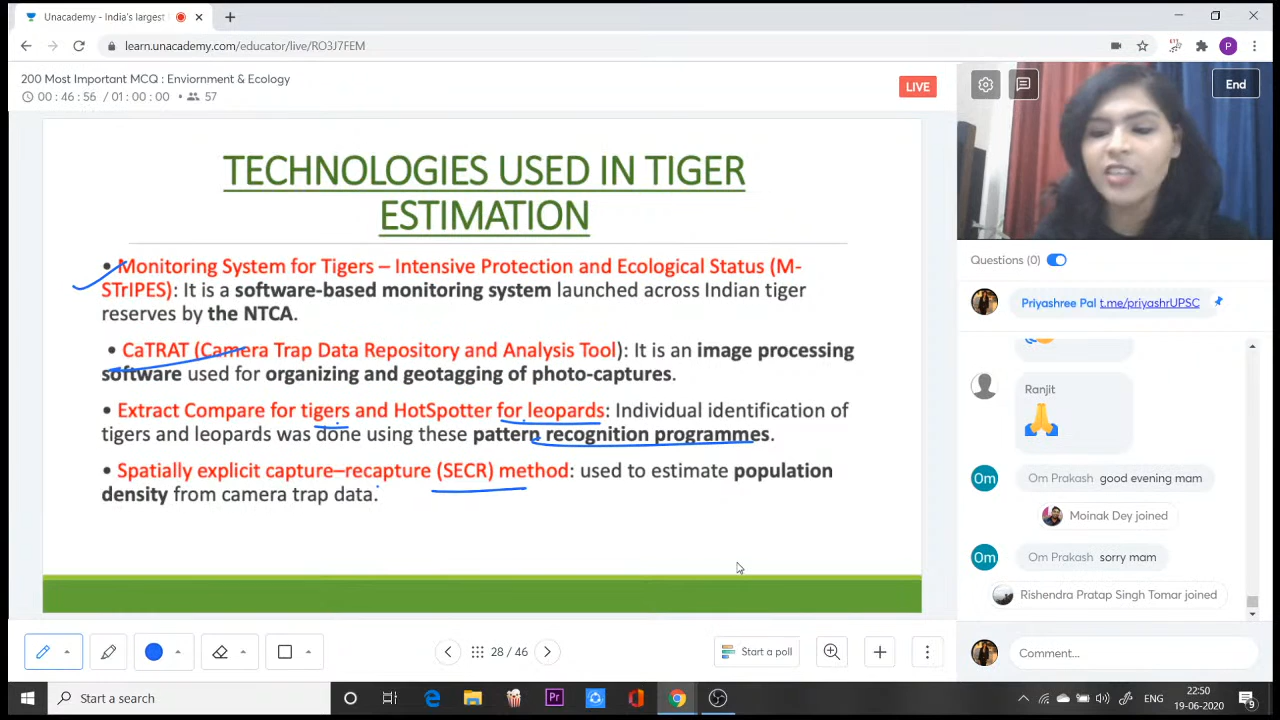 Unacademy - India's largest
learn.unacademy.com/educator/live/RO3J7FEM
P
200 Most Important MCQ : Enviornment & Ecology
00 : 46 : 56 / 01 : 00 : 00 • 57
LIVE
End
TECHNOLOGIES USED IN TIGER
ESTIMATION
• Monitoring System for Tigers – Intensive Protection and Ecological Status (M-
STrIPES): It is a software-based monitoring system launched across Indian tiger
reserves by the NTCA.
• CaTRAT (Camera Trap Data Repository and Analysis Tool): It is an image processing
software used for organizing and geotagging of photo-captures.
• Extract Compare for tigers and HotSpotter for leopards: Individual identification of
tigers and leopards was done using these pattern recognition programmes.
• Spatially explicit capture–recapture (SECR) method: used to estimate population
density from camera trap data.
Questions (0)
Priyashree Pal t.me/priyashrUPSC
Ranjit
Om
Om Prakash good evening mam
Moinak Dey joined
Om
Om Prakash sorry mam
Rishendra Pratap Singh Tomar joined
28 / 46
Start a poll
Comment...
Start a search
Pr
ENG
22:50
19-06-2020
9